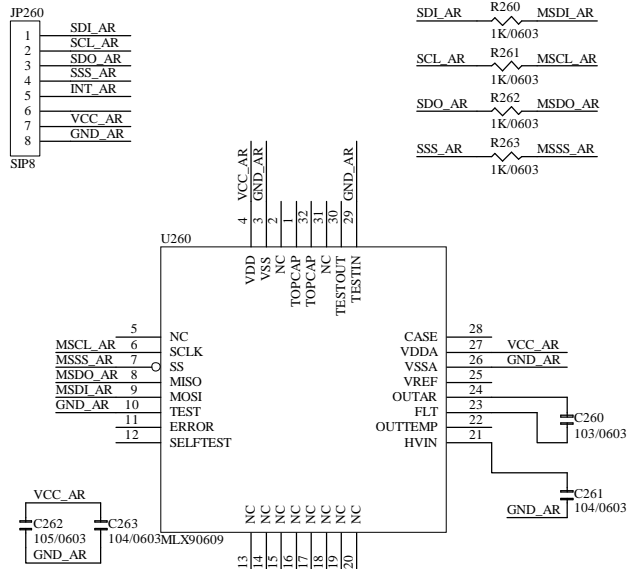 JP260
1 SDI_AR
2 SCL_AR
3 SDO_AR
4 SSS_AR
5 INT_AR
6
7 VCC_AR
8 GND_AR
SIP8
SDI_AR R260 MSDI_AR
1K/0603
SCL_AR R261 MSCL_AR
1K/0603
SDO_AR R262 MSDO_AR
1K/0603
SSS_AR R263 MSSS_AR
1K/0603
VCC_AR
GND_AR
GND_AR
4
3
2
1
32
31
30
29
U260
VDD
VSS
NC
TOPCAP
TOPCAP
NC
TESTOUT
TESTIN
5 NC
MSCL_AR 6 SCLK
MSSS_AR 7 SS
MSDO_AR 8 MISO
MSDI_AR 9 MOSI
GND_AR 10 TEST
11 ERROR
12 SELFTEST
CASE 28
VDDA 27 VCC_AR
VSSA 26 GND_AR
VREF 25
OUTAR 24
FLT 23
OUTTEMP 22
HVIN 21
C260
103/0603
C261
104/0603
GND_AR
VCC_AR
C262
105/0603
C263
104/0603
GND_AR
MLX90609
NC
NC
NC
NC
NC
NC
NC
NC
13
14
15
16
17
18
19
20